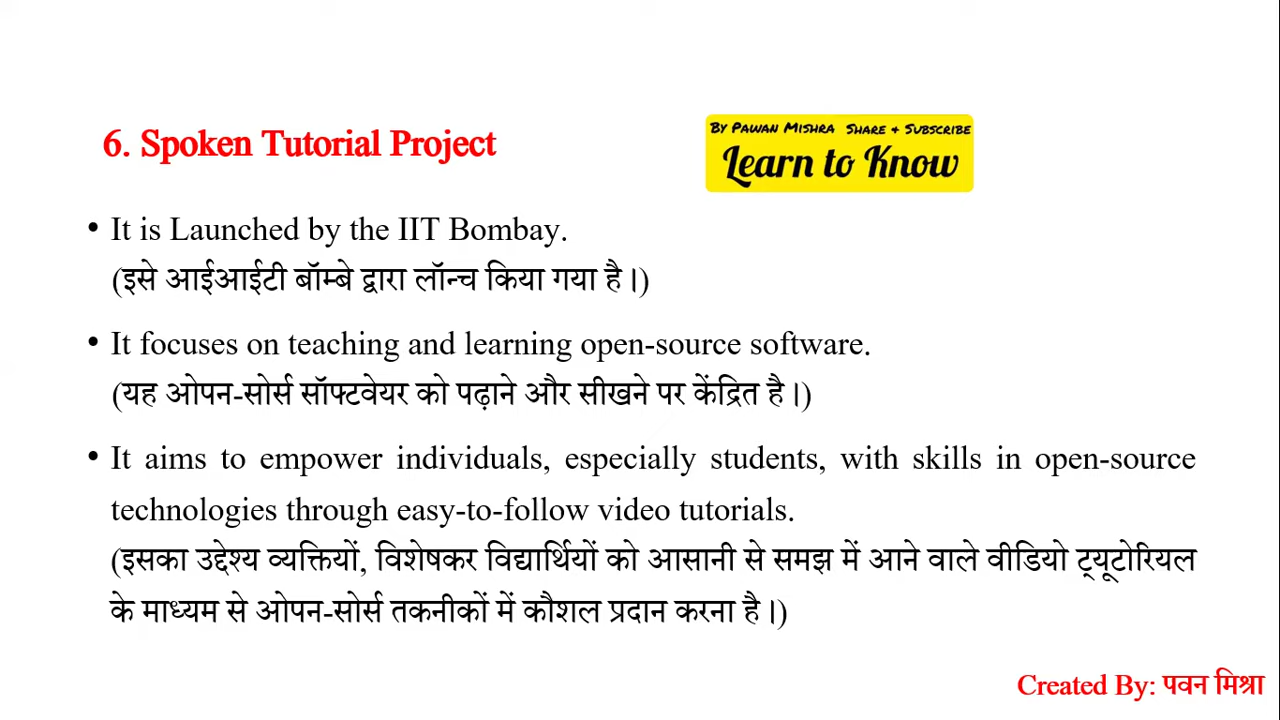 6. Spoken Tutorial Project
By Pawan Mishra Share & Subscribe
Learn to Know
• It is Launched by the IIT Bombay.
(इसे आईआईटी बॉम्बे द्वारा लॉन्च किया गया है।)
• It focuses on teaching and learning open-source software.
(यह ओपन-सोर्स सॉफ्टवेयर को पढ़ाने और सीखने पर केंद्रित है।)
• It aims to empower individuals, especially students, with skills in open-source
technologies through easy-to-follow video tutorials.
(इसका उद्देश्य व्यक्तियों, विशेषकर विद्यार्थियों को आसानी से समझ में आने वाले वीडियो ट्यूटोरियल
के माध्यम से ओपन-सोर्स तकनीकों में कौशल प्रदान करना है।)
Created By: पवन मिश्रा